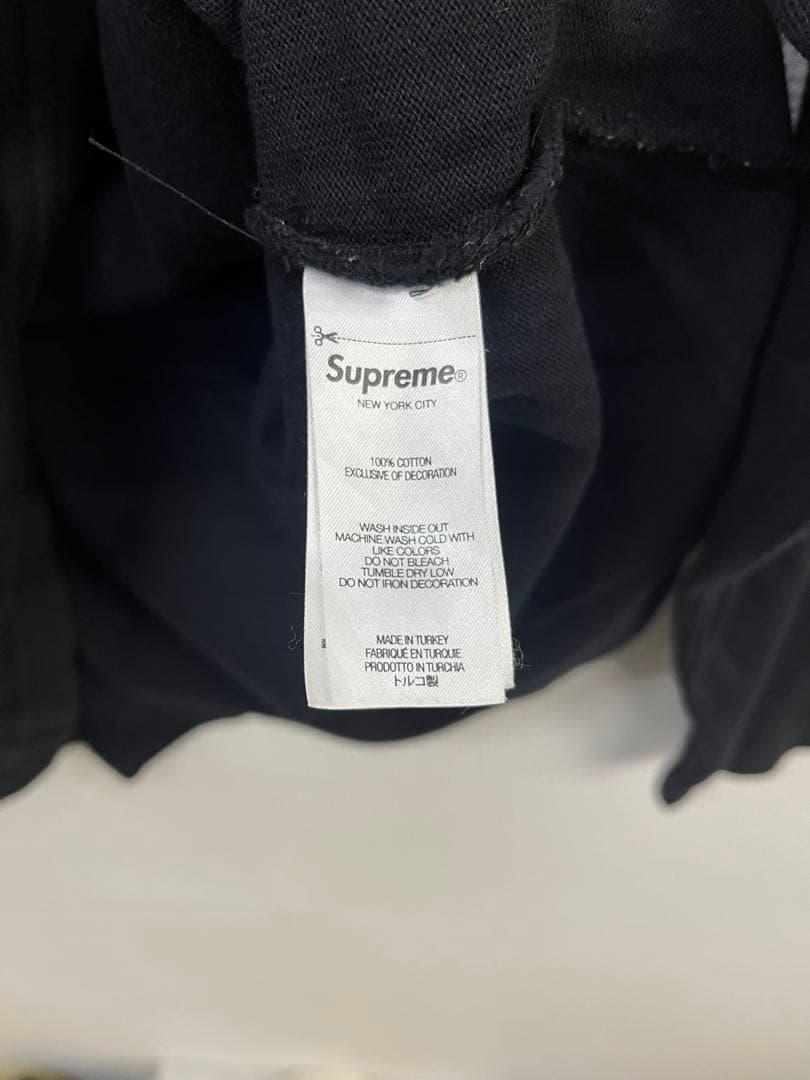 Supreme®
NEW YORK CITY
100% COTTON
EXCLUSIVE OF DECORATION
WASH INSIDE OUT
MACHINE WASH COLD WITH
LIKE COLORS
DO NOT BLEACH
TUMBLE DRY LOW
DO NOT IRON DECORATION
MADE IN TURKEY
FABRIQUÉ EN TURQUIE
PRODOTTO IN TURCHIA
トルコ製